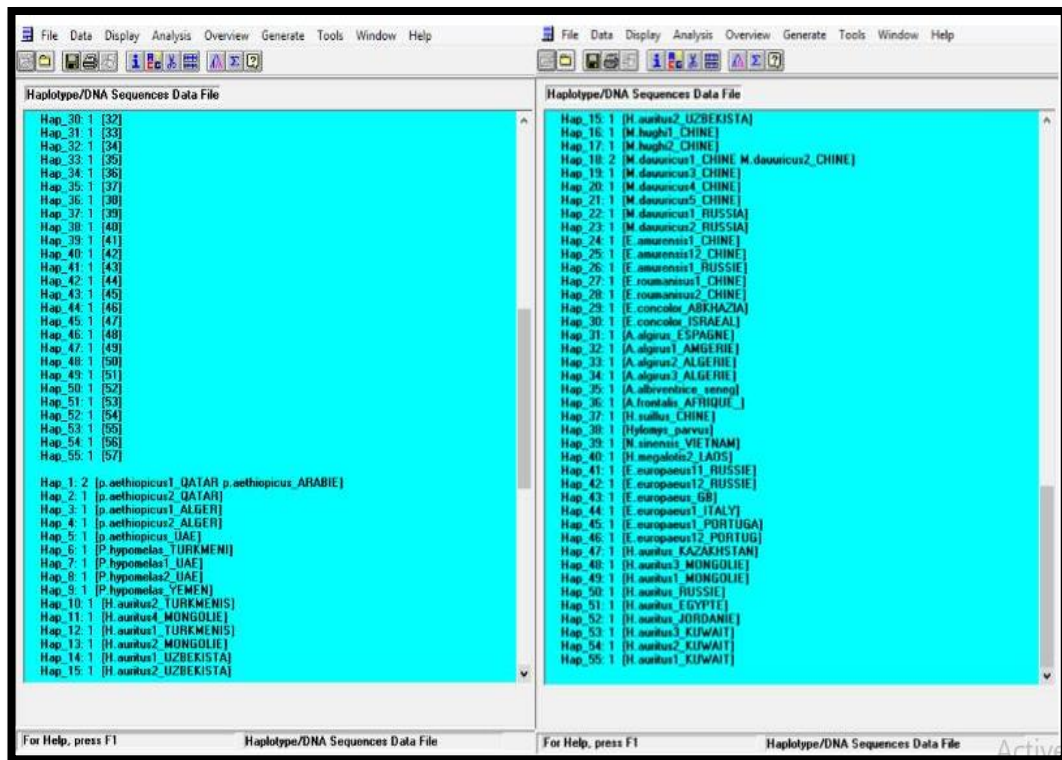 File Data Display Analysis Overview Generate Tools Window Help
Haplotype/DNA Sequences Data File
Hap_30: 1 [32]
Hap_31: 1 [33]
Hap_32: 1 [34]
Hap_33: 1 [35]
Hap_34: 1 [36]
Hap_35: 1 [37]
Hap_36: 1 [38]
Hap_37: 1 [39]
Hap_38: 1 [40]
Hap_39: 1 [41]
Hap_40: 1 [42]
Hap_41: 1 [43]
Hap_42: 1 [44]
Hap_43: 1 [45]
Hap_44: 1 [46]
Hap_45: 1 [47]
Hap_46: 1 [48]
Hap_47: 1 [49]
Hap_48: 1 [50]
Hap_49: 1 [51]
Hap_50: 1 [52]
Hap_51: 1 [53]
Hap_52: 1 [54]
Hap_53: 1 [55]
Hap_54: 1 [56]
Hap_55: 1 [57]
Hap_1: 2 [p.aethiopicus1_QATAR p.aethiopicus_ARABIE]
Hap_2: 1 [p.aethiopicus2_QATAR]
Hap_3: 1 [p.aethiopicus1_ALGER]
Hap_4: 1 [p.aethiopicus2_ALGER]
Hap_5: 1 [p.aethiopicus_UAE]
Hap_6: 1 [P.hypomelas_TURKMENI]
Hap_7: 1 [P.hypomelas1_UAE]
Hap_8: 1 [P.hypomelas2_UAE]
Hap_9: 1 [P.hypomelas_YEMEN]
Hap_10: 1 [H.auritus2_TURKMENIS]
Hap_11: 1 [H.auritus4_MONGOLIE]
Hap_12: 1 [H.auritus1_TURKMENIS]
Hap_13: 1 [H.auritus2_MONGOLIE]
Hap_14: 1 [H.auritus1_UZBEKISTA]
Hap_15: 1 [H.auritus2_UZBEKISTA]
For Help, press F1 Haplotype/DNA Sequences Data File
File Data Display Analysis Overview Generate Tools Window Help
Haplotype/DNA Sequences Data File
Hap_15: 1 [H.auritus2_UZBEKISTA]
Hap_16: 1 [M.hughi1_CHINE]
Hap_17: 1 [M.hughi2_CHINE]
Hap_18: 2 [M.dauuricus1_CHINE M.dauuricus2_CHINE]
Hap_19: 1 [M.dauuricus3_CHINE]
Hap_20: 1 [M.dauuricus4_CHINE]
Hap_21: 1 [M.dauuricus5_CHINE]
Hap_22: 1 [M.dauuricus1_RUSSIA]
Hap_23: 1 [M.dauuricus2_RUSSIA]
Hap_24: 1 [E.amurensis1_CHINE]
Hap_25: 1 [E.amurensis12_CHINE]
Hap_26: 1 [E.amurensis1_RUSSIE]
Hap_27: 1 [E.roumanisus1_CHINE]
Hap_28: 1 [E.roumanisus2_CHINE]
Hap_29: 1 [E.concolor_ABKHAZIA]
Hap_30: 1 [E.concolor_ISRAEAL]
Hap_31: 1 [A.algirus_ESPAGNE]
Hap_32: 1 [A.algirus1_AMGERIE]
Hap_33: 1 [A.algirus2_ALGERIE]
Hap_34: 1 [A.algirus3_ALGERIE]
Hap_35: 1 [A.albiventrice_seneg]
Hap_36: 1 [A.frontalis_AFRIQUE_]
Hap_37: 1 [H.suillus_CHINE]
Hap_38: 1 [Hylomys_parvus]
Hap_39: 1 [N.sinensis_VIETNAM]
Hap_40: 1 [H.megalotis2_LAOS]
Hap_41: 1 [E.europaeus11_RUSSIE]
Hap_42: 1 [E.europaeus12_RUSSIE]
Hap_43: 1 [E.europaeus_GB]
Hap_44: 1 [E.europaeus1_ITALY]
Hap_45: 1 [E.europaeus1_PORTUGA]
Hap_46: 1 [E.europaeus12_PORTUG]
Hap_47: 1 [H.auritus_KAZAKHSTAN]
Hap_48: 1 [H.auritus3_MONGOLIE]
Hap_49: 1 [H.auritus1_MONGOLIE]
Hap_50: 1 [H.auritus_RUSSIE]
Hap_51: 1 [H.auritus_EGYPTE]
Hap_52: 1 [H.auritus_JORDANIE]
Hap_53: 1 [H.auritus3_KUWAIT]
Hap_54: 1 [H.auritus2_KUWAIT]
Hap_55: 1 [H.auritus1_KUWAIT]
For Help, press F1 Haplotype/DNA Sequences Data File
Active